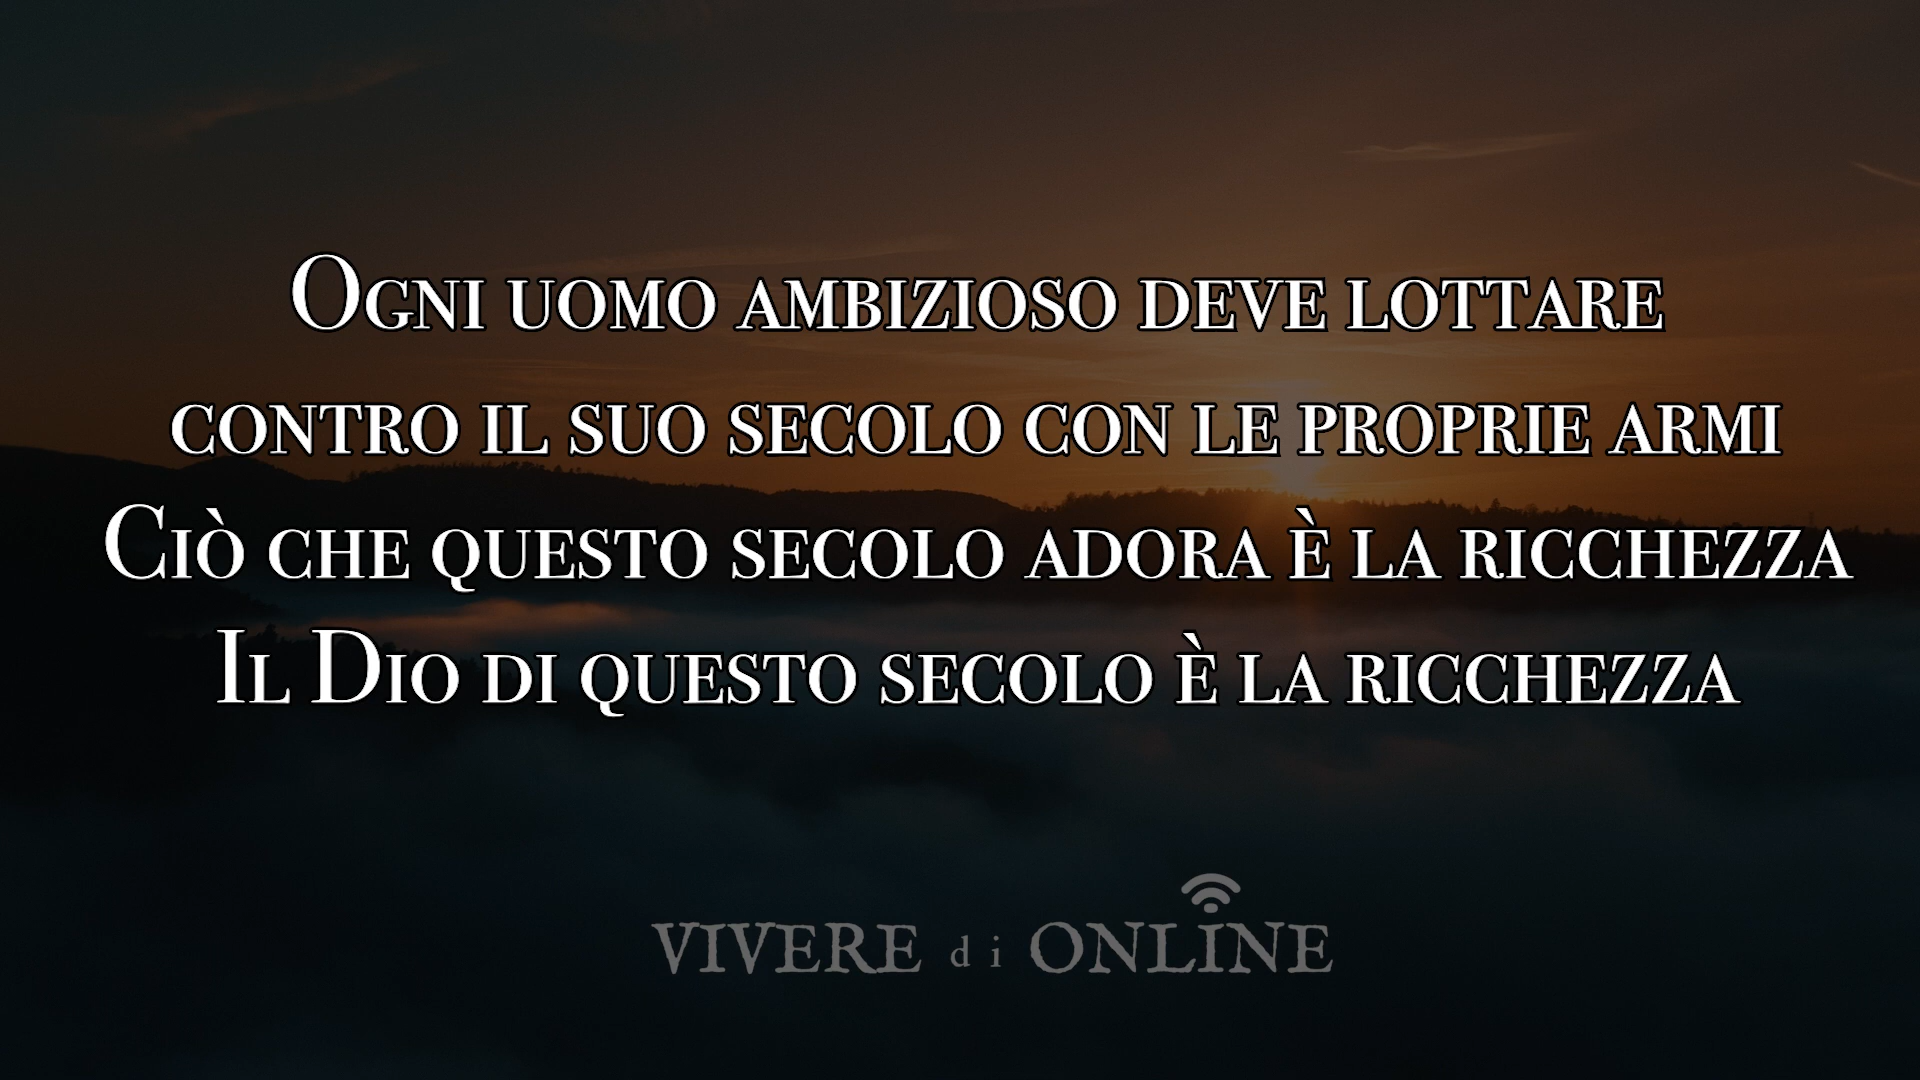 Ogni uomo ambizioso deve lottare
contro il suo secolo con le proprie armi
Ciò che questo secolo adora è la ricchezza
Il Dio di questo secolo è la ricchezza
VIVERE di ONLINE